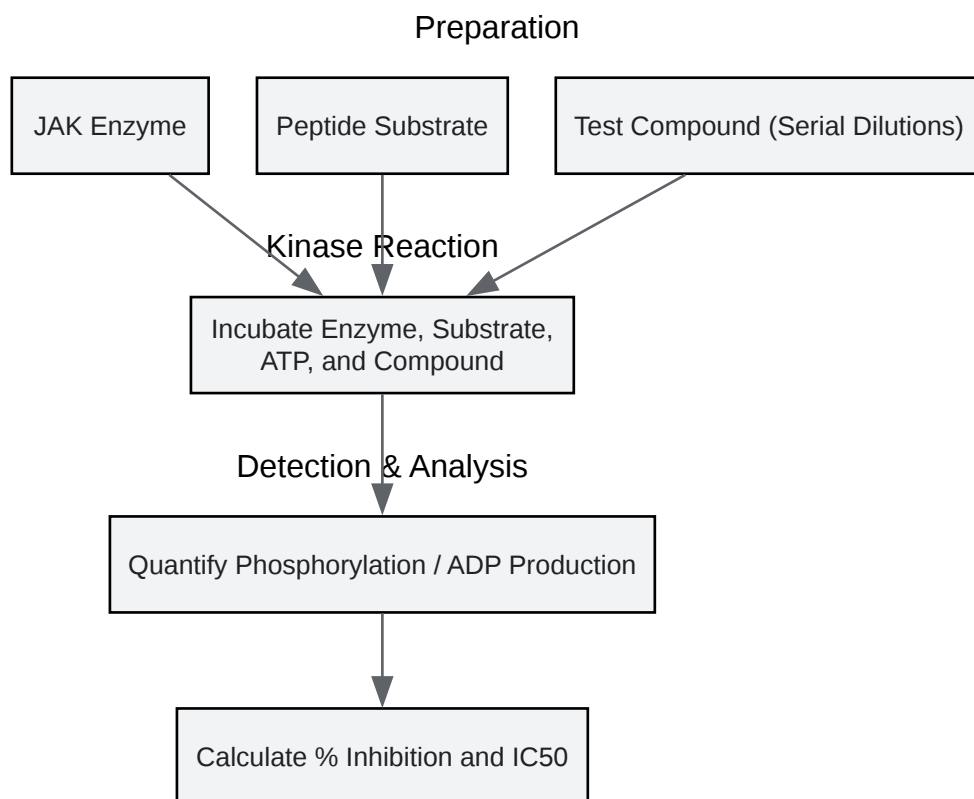 Preparation
JAK Enzyme
Peptide Substrate
Test Compound (Serial Dilutions)
Kinase Reaction
Incubate Enzyme, Substrate,
ATP, and Compound
Detection & Analysis
Quantify Phosphorylation / ADP Production
Calculate % Inhibition and IC50